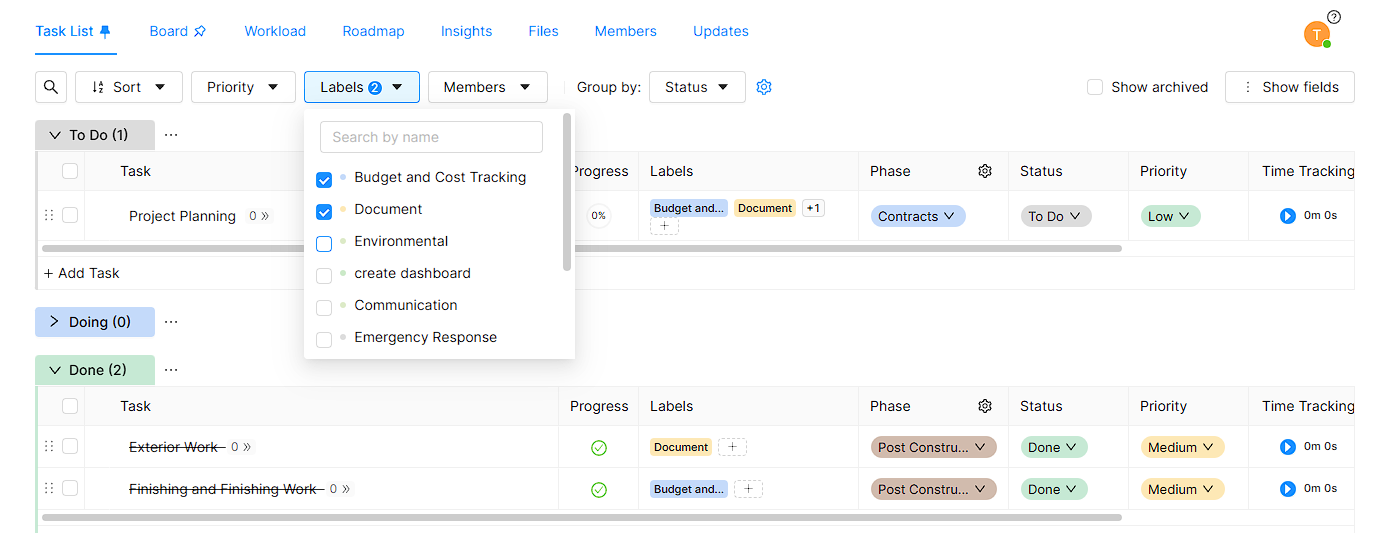 Task List Board Workload Roadmap Insights Files Members Updates
T ?
Sort Priority Labels 2 Members Group by: Status Show archived Show fields
To Do (1) ...
Search by name
Task Progress Labels Phase Status Priority Time Tracking
Budget and Cost Tracking
Document
Project Planning 0 » 0% Budget and... Document +1 Contracts To Do Low 0m 0s
+
Environmental
+ Add Task
create dashboard
Communication
Doing (0) ...
Emergency Response
Done (2) ...
Task Progress Labels Phase Status Priority Time Tracking
Exterior Work 0 » Document + Post Constru... Done Medium 0m 0s
Finishing and Finishing Work 0 » Budget and... + Post Constru... Done Medium 0m 0s